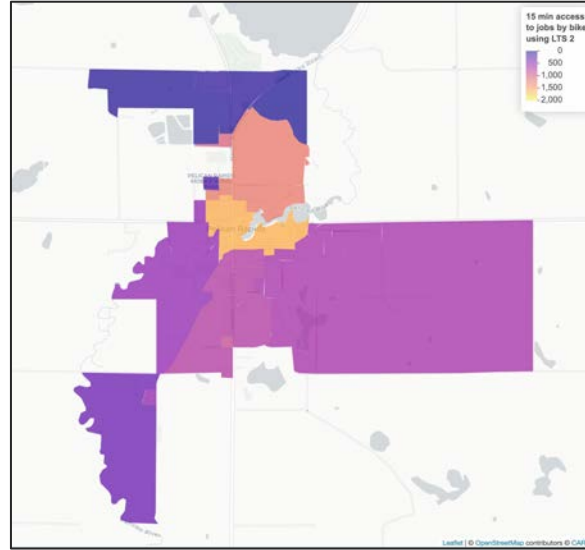 15 min access
to jobs by bike
using LTS 2
0
500
1,000
1,500
2,000
Leaflet | © OpenStreetMap contributors © CAR